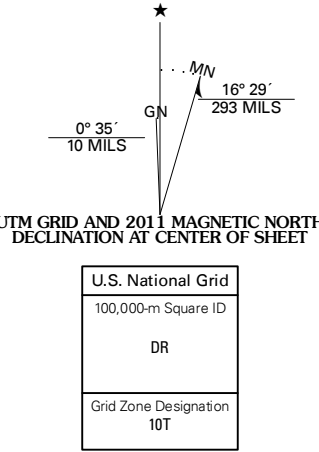 MN
GN
16° 29´
293 MILS
0° 35´
10 MILS
UTM GRID AND 2011 MAGNETIC NORTH
DECLINATION AT CENTER OF SHEET
U.S. National Grid
100,000-m Square ID
DR
Grid Zone Designation
10T